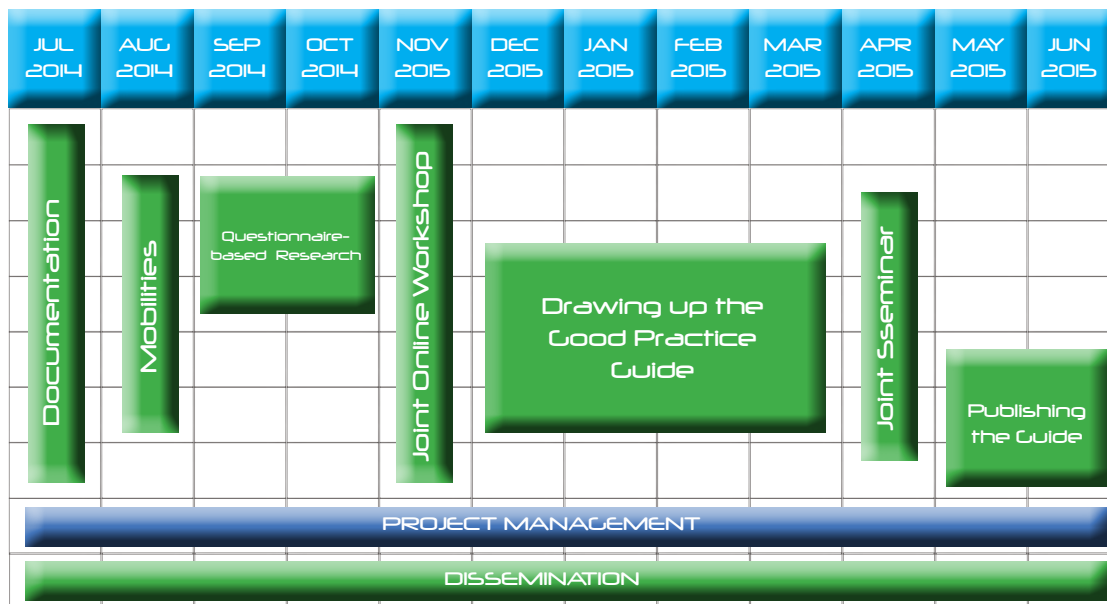 JUL
2014
AUG
2014
SEP
2014
OCT
2014
NOV
2015
DEC
2015
JAN
2015
FEB
2015
MAR
2015
APR
2015
MAY
2015
JUN
2015
Documentation
Mobilities
Questionnaire-
based Research
Joint Online Workshop
Drawing up the
Good Practice
Guide
Joint Sseminar
Publishing
the Guide
PROJECT MANAGEMENT
DISSEMINATION